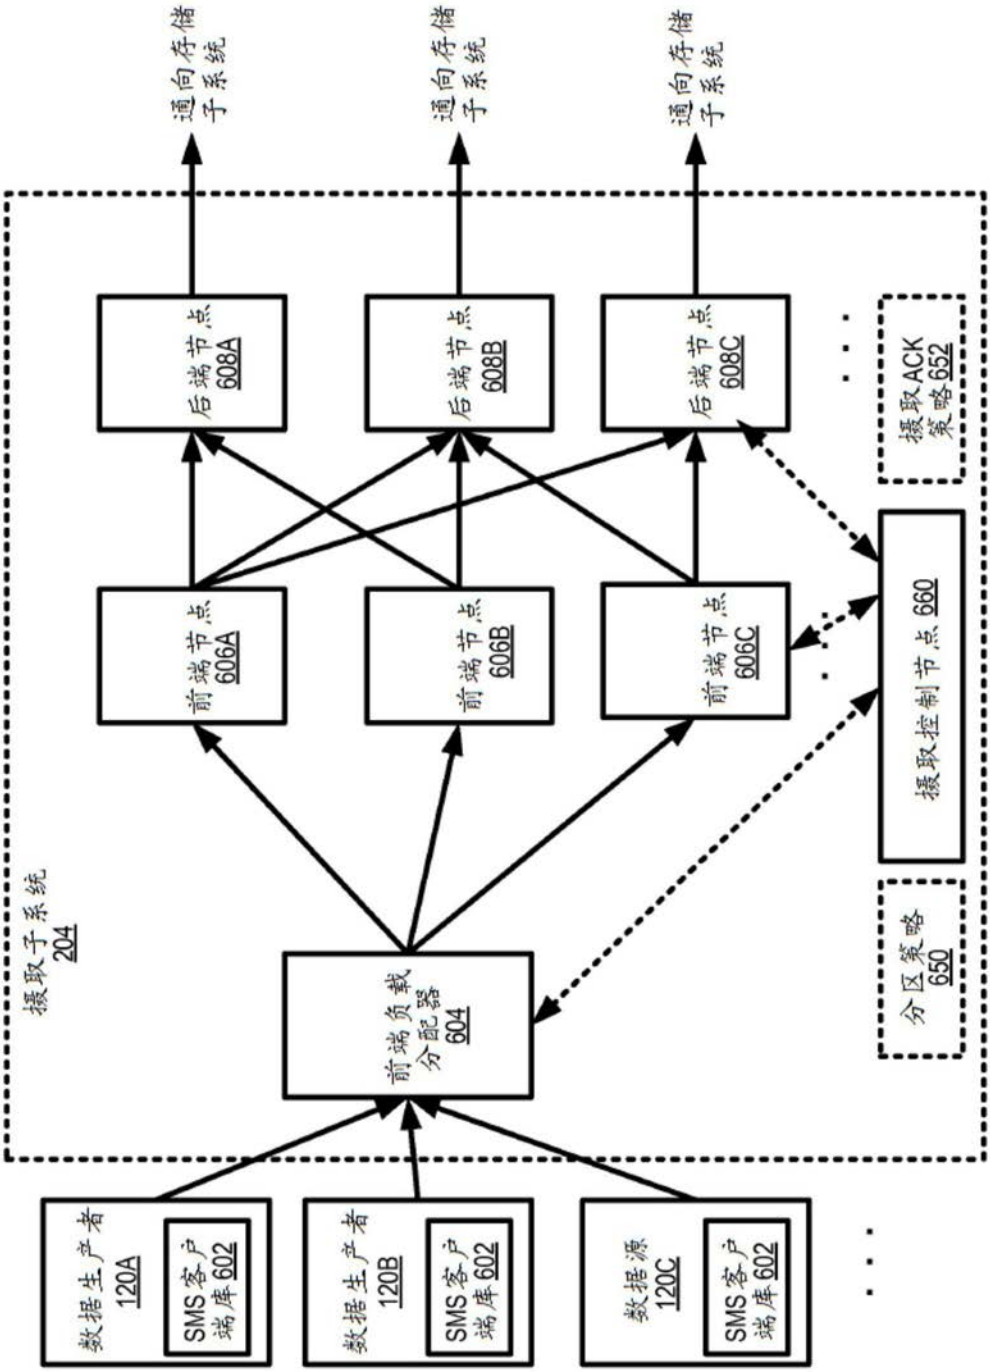 摄取子系统
204
数据生产者
120A
SMS客户
端库602
数据生产者
120B
SMS客户
端库602
数据源
120C
SMS客户
端库602
...
前端负载
分配器
604
前端节点
606A
前端节点
606B
前端节点
606C
...
后端节点
608A
后端节点
608B
后端节点
608C
...
通向存储
子系统
通向存储
子系统
通向存储
子系统
分区策略
650
摄取控制节点 660
摄取ACK
策略652